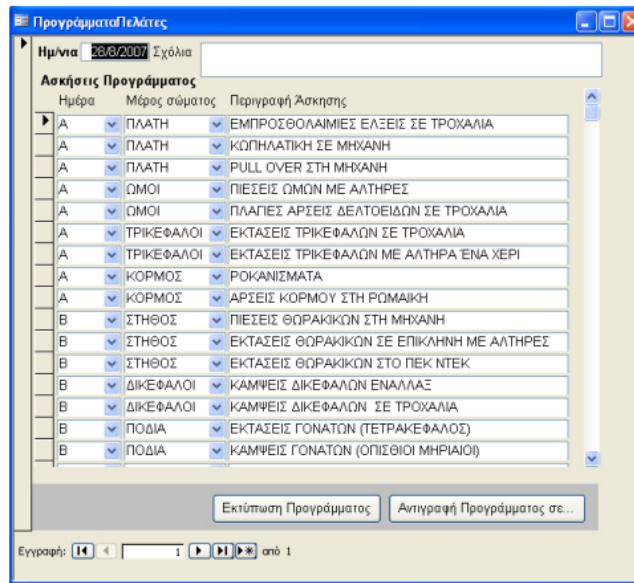 ΠρογράμματαΠελάτες
Ημ/νια 28/8/2007 Σχόλια
Ασκήσεις Προγράμματος
Ημέρα Μέρος σώματος Περιγραφή Άσκησης
Α ΠΛΑΤΗ ΕΜΠΡΟΣΘΟΛΑΙΜΙΕΣ ΕΛΞΕΙΣ ΣΕ ΤΡΟΧΑΛΙΑ
Α ΠΛΑΤΗ ΚΩΠΗΛΑΤΙΚΗ ΣΕ ΜΗΧΑΝΗ
Α ΠΛΑΤΗ PULL OVER ΣΤΗ ΜΗΧΑΝΗ
Α ΩΜΟΙ ΠΙΕΣΕΙΣ ΩΜΩΝ ΜΕ ΑΛΤΗΡΕΣ
Α ΩΜΟΙ ΠΛΑΓΙΕΣ ΑΡΣΕΙΣ ΔΕΛΤΟΕΙΔΩΝ ΣΕ ΤΡΟΧΑΛΙΑ
Α ΤΡΙΚΕΦΑΛΟΙ ΕΚΤΑΣΕΙΣ ΤΡΙΚΕΦΑΛΩΝ ΣΕ ΤΡΟΧΑΛΙΑ
Α ΤΡΙΚΕΦΑΛΟΙ ΕΚΤΑΣΕΙΣ ΤΡΙΚΕΦΑΛΩΝ ΜΕ ΑΛΤΗΡΑ ΈΝΑ ΧΕΡΙ
Α ΚΟΡΜΟΣ ΡΟΚΑΝΙΣΜΑΤΑ
Α ΚΟΡΜΟΣ ΑΡΣΕΙΣ ΚΟΡΜΟΥ ΣΤΗ ΡΩΜΑΙΚΗ
Β ΣΤΗΘΟΣ ΠΙΕΣΕΙΣ ΘΩΡΑΚΙΚΩΝ ΣΤΗ ΜΗΧΑΝΗ
Β ΣΤΗΘΟΣ ΕΚΤΑΣΕΙΣ ΘΩΡΑΚΙΚΩΝ ΣΕ ΕΠΙΚΛΗΝΗ ΜΕ ΑΛΤΗΡΕΣ
Β ΣΤΗΘΟΣ ΕΚΤΑΣΕΙΣ ΘΩΡΑΚΙΚΩΝ ΣΤΟ ΠΕΚ ΝΤΕΚ
Β ΔΙΚΕΦΑΛΟΙ ΚΑΜΨΕΙΣ ΔΙΚΕΦΑΛΩΝ ΕΝΑΛΛΑΞ
Β ΔΙΚΕΦΑΛΟΙ ΚΑΜΨΕΙΣ ΔΙΚΕΦΑΛΩΝ ΣΕ ΤΡΟΧΑΛΙΑ
Β ΠΟΔΙΑ ΕΚΤΑΣΕΙΣ ΓΟΝΑΤΩΝ (ΤΕΤΡΑΚΕΦΑΛΟΣ)
Β ΠΟΔΙΑ ΚΑΜΨΕΙΣ ΓΟΝΑΤΩΝ (ΟΠΙΣΘΙΟΙ ΜΗΡΙΑΙΟΙ)
Εκτύπωση Προγράμματος Αντιγραφή Προγράμματος σε...
Εγγραφή: 1 από 1